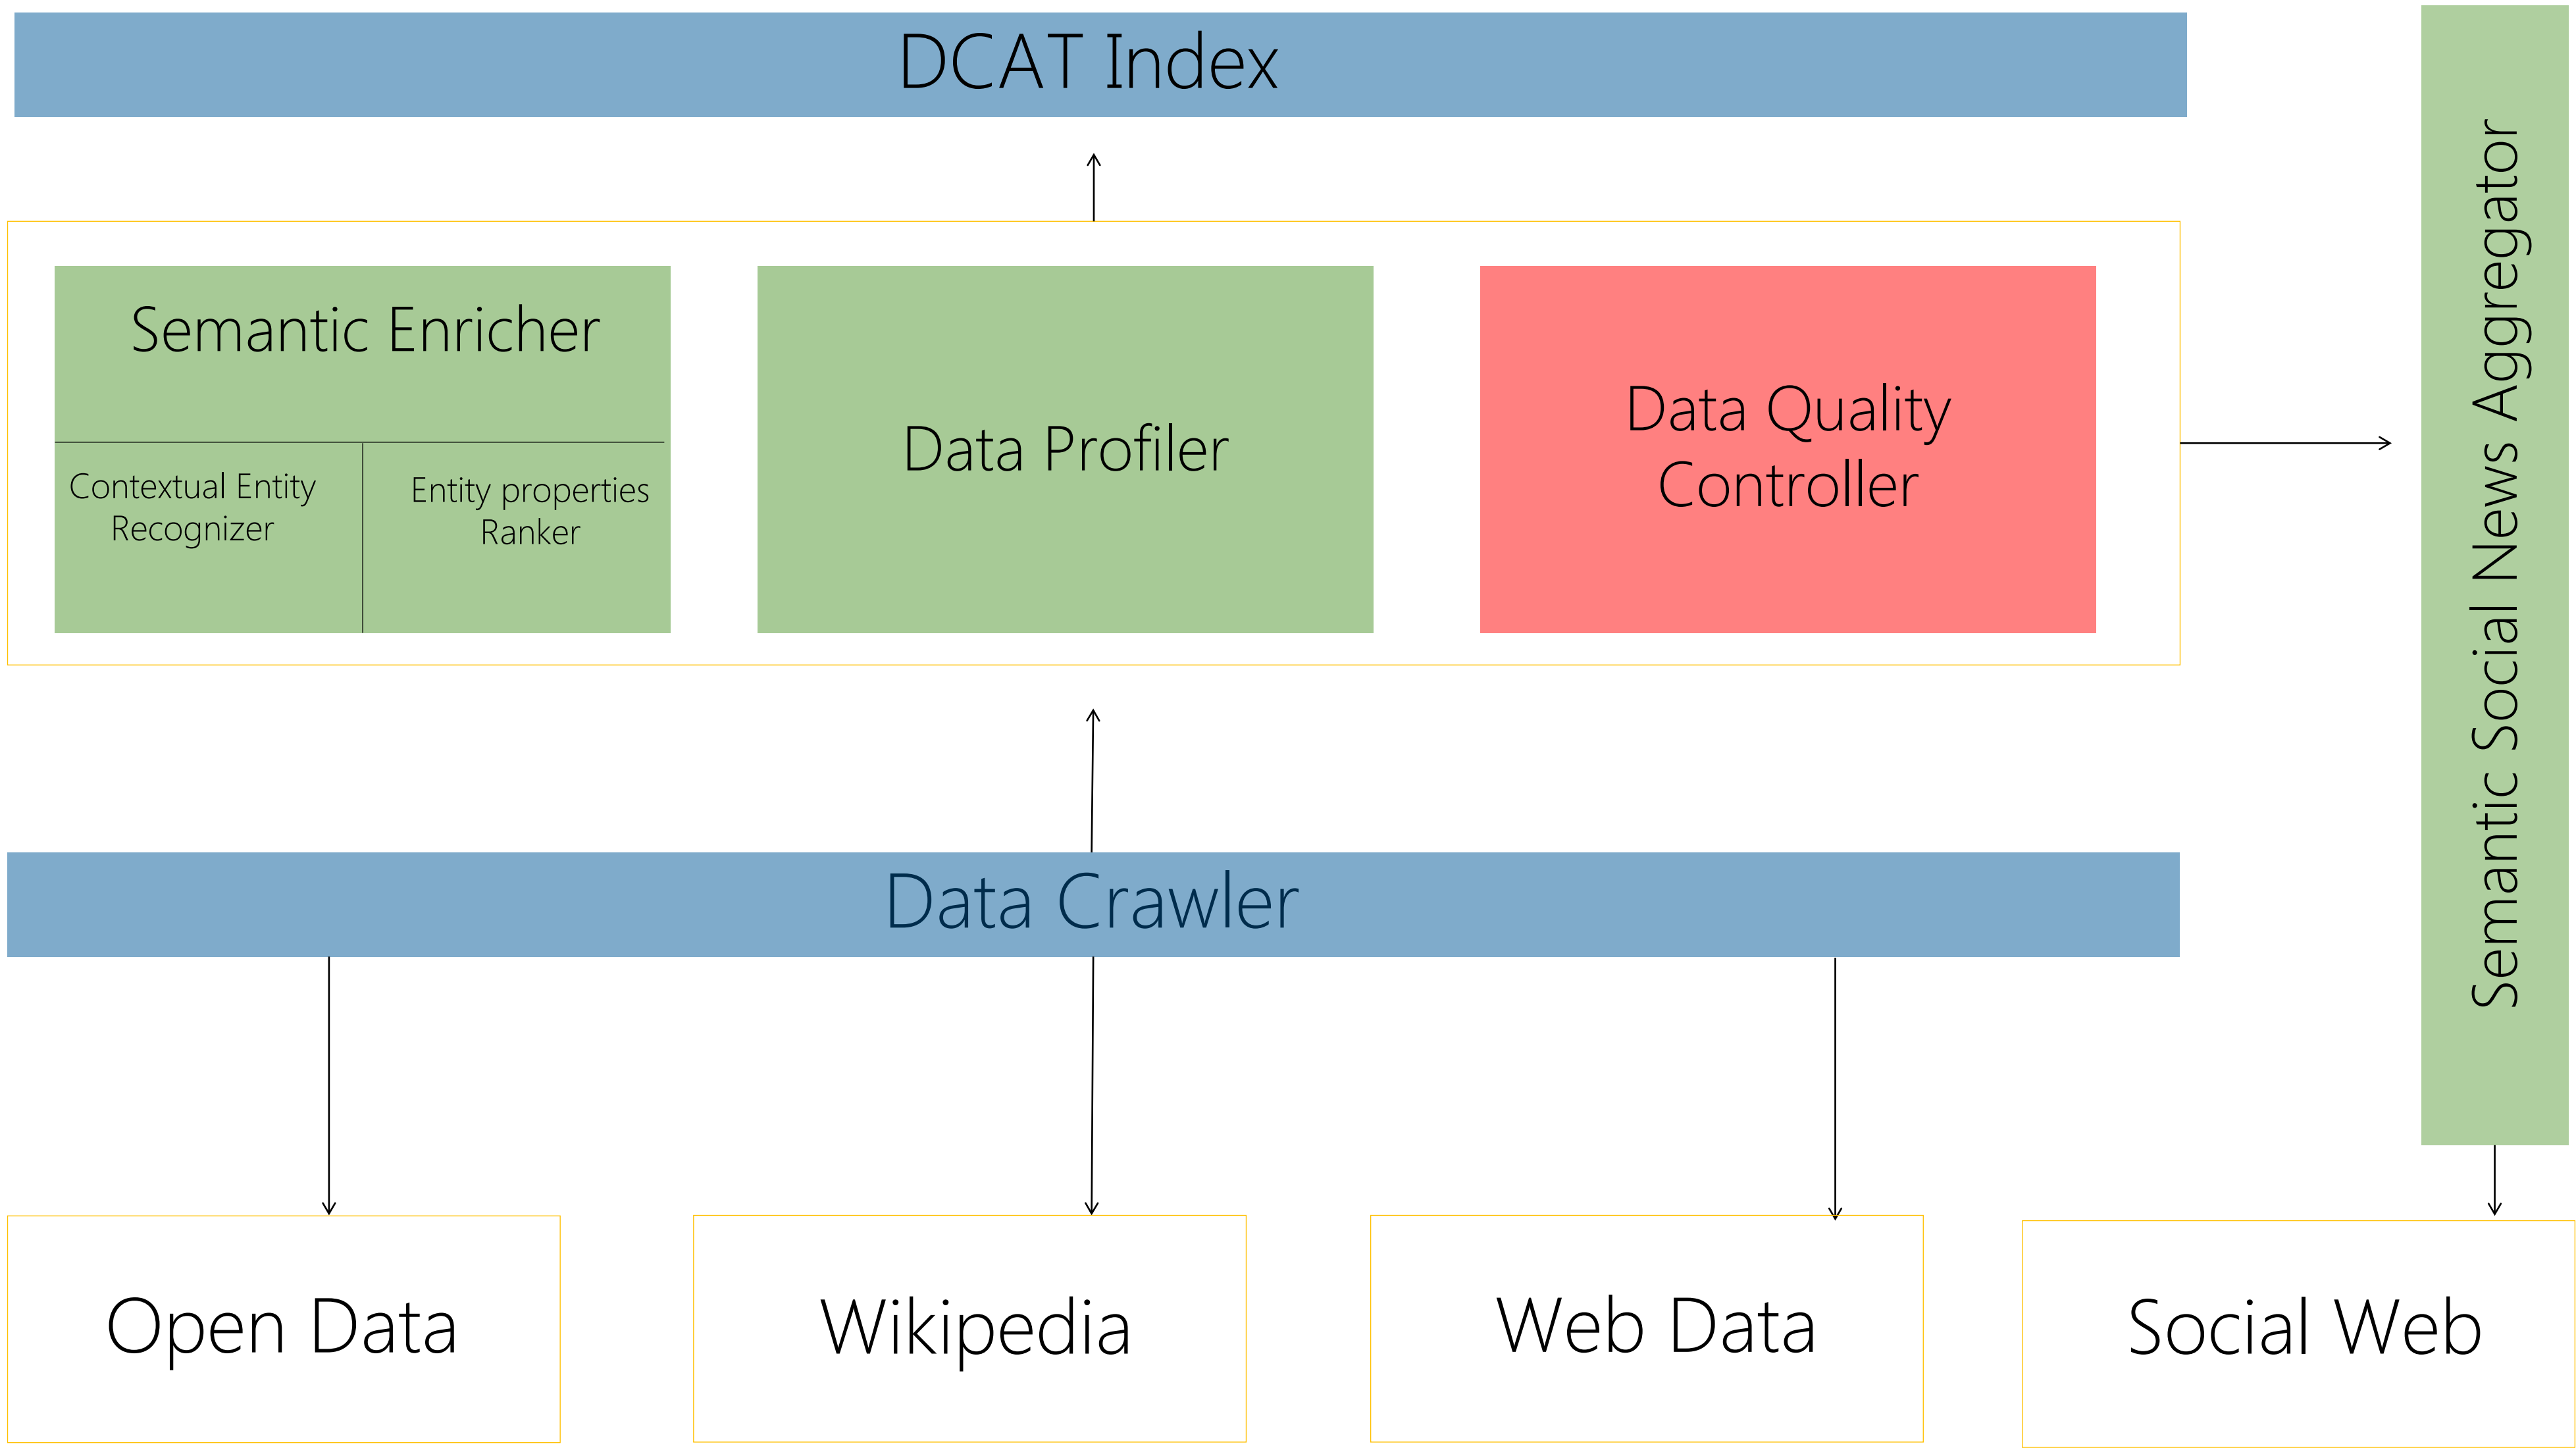 DCAT Index
Semantic Enricher
Contextual Entity
Recognizer
Entity properties
Ranker
Data Profiler
Data Quality
Controller
Semantic Social News Aggregator
Data Crawler
Open Data
Wikipedia
Web Data
Social Web